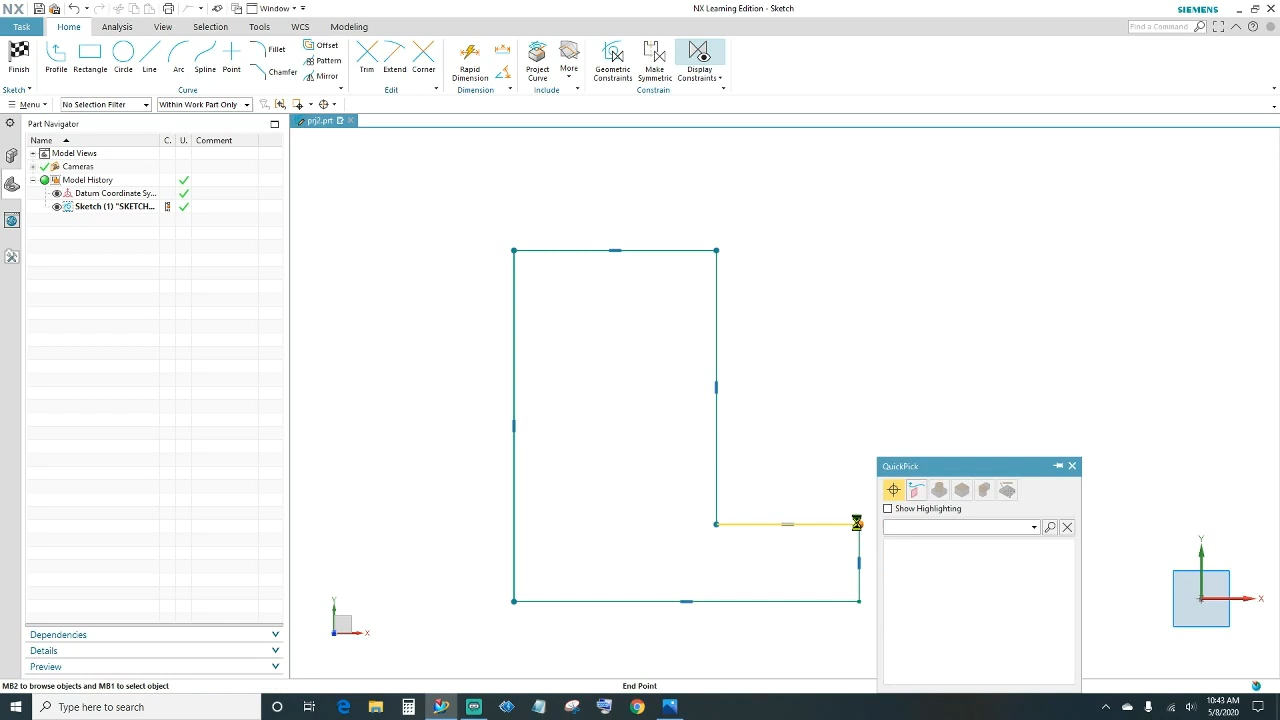 NX
Window
NX Learning Edition - Sketch
SIEMENS
Task
Home
Analysis
View
Selection
Tools
WCS
Modeling
Find a Command
Finish
Profile
Rectangle
Circle
Line
Arc
Spline
Point
Fillet
Chamfer
Offset
Pattern
Mirror
Trim
Extend
Corner
Rapid Dimension
Project Curve
More
Geometric Constraints
Make Symmetric
Display Constraints
Sketch
Curve
Edit
Dimension
Include
Constrain
Menu
No Selection Filter
Within Work Part Only
Part Navigator
prj2.prt
Name
C.
U.
Comment
Model Views
Cameras
Model History
Datum Coordinate Sy...
Sketch (1) "SKETCH...
QuickPick
Show Highlighting
Y
X
Y
X
Dependencies
Details
Preview
MB2 to browse objects and MB1 to select object
End Point
Type here to search
10:43 AM
5/8/2020